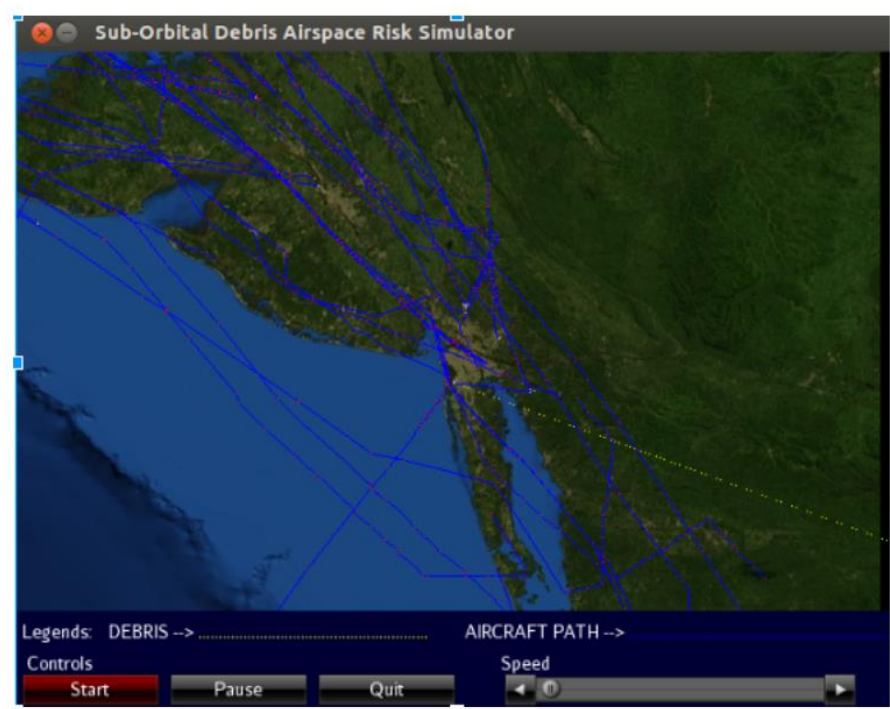 Sub-Orbital Debris Airspace Risk Simulator
Legends: DEBRIS --> AIRCRAFT PATH -->
Controls Speed
Start Pause Quit